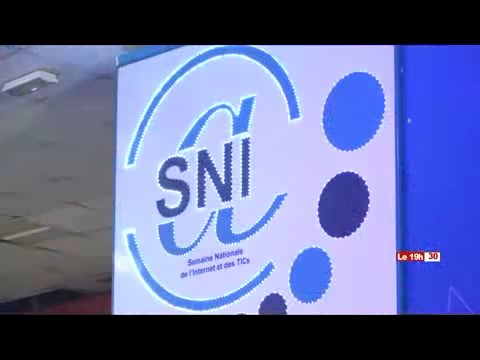 @
SNI
Semaine Nationale
de l'Internet et des TICs
Le 19h 30